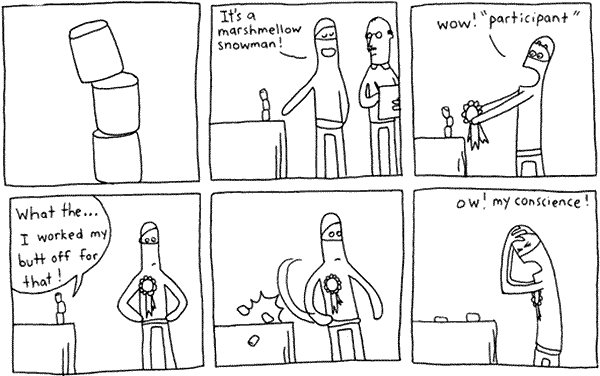 It's a
marshmellow
snowman!
wow! "participant"
What the...
I worked my
butt off for
that!
ow! my conscience!